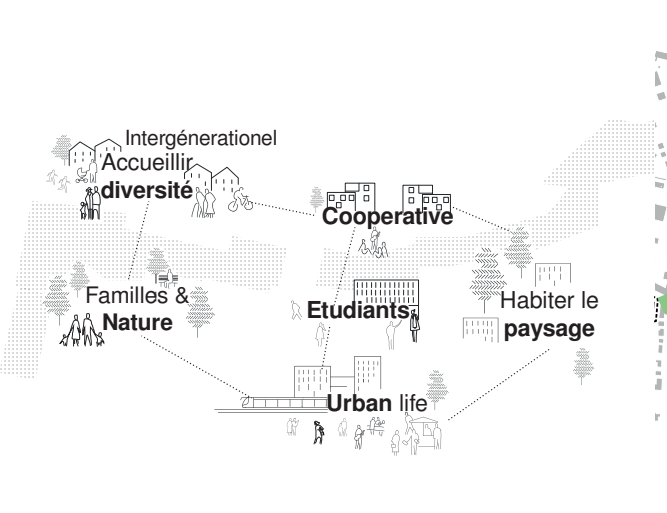 Intergénerationel
Accueillir
diversité
Cooperative
Familles &
Nature
Etudiants
Habiter le
paysage
Urban life